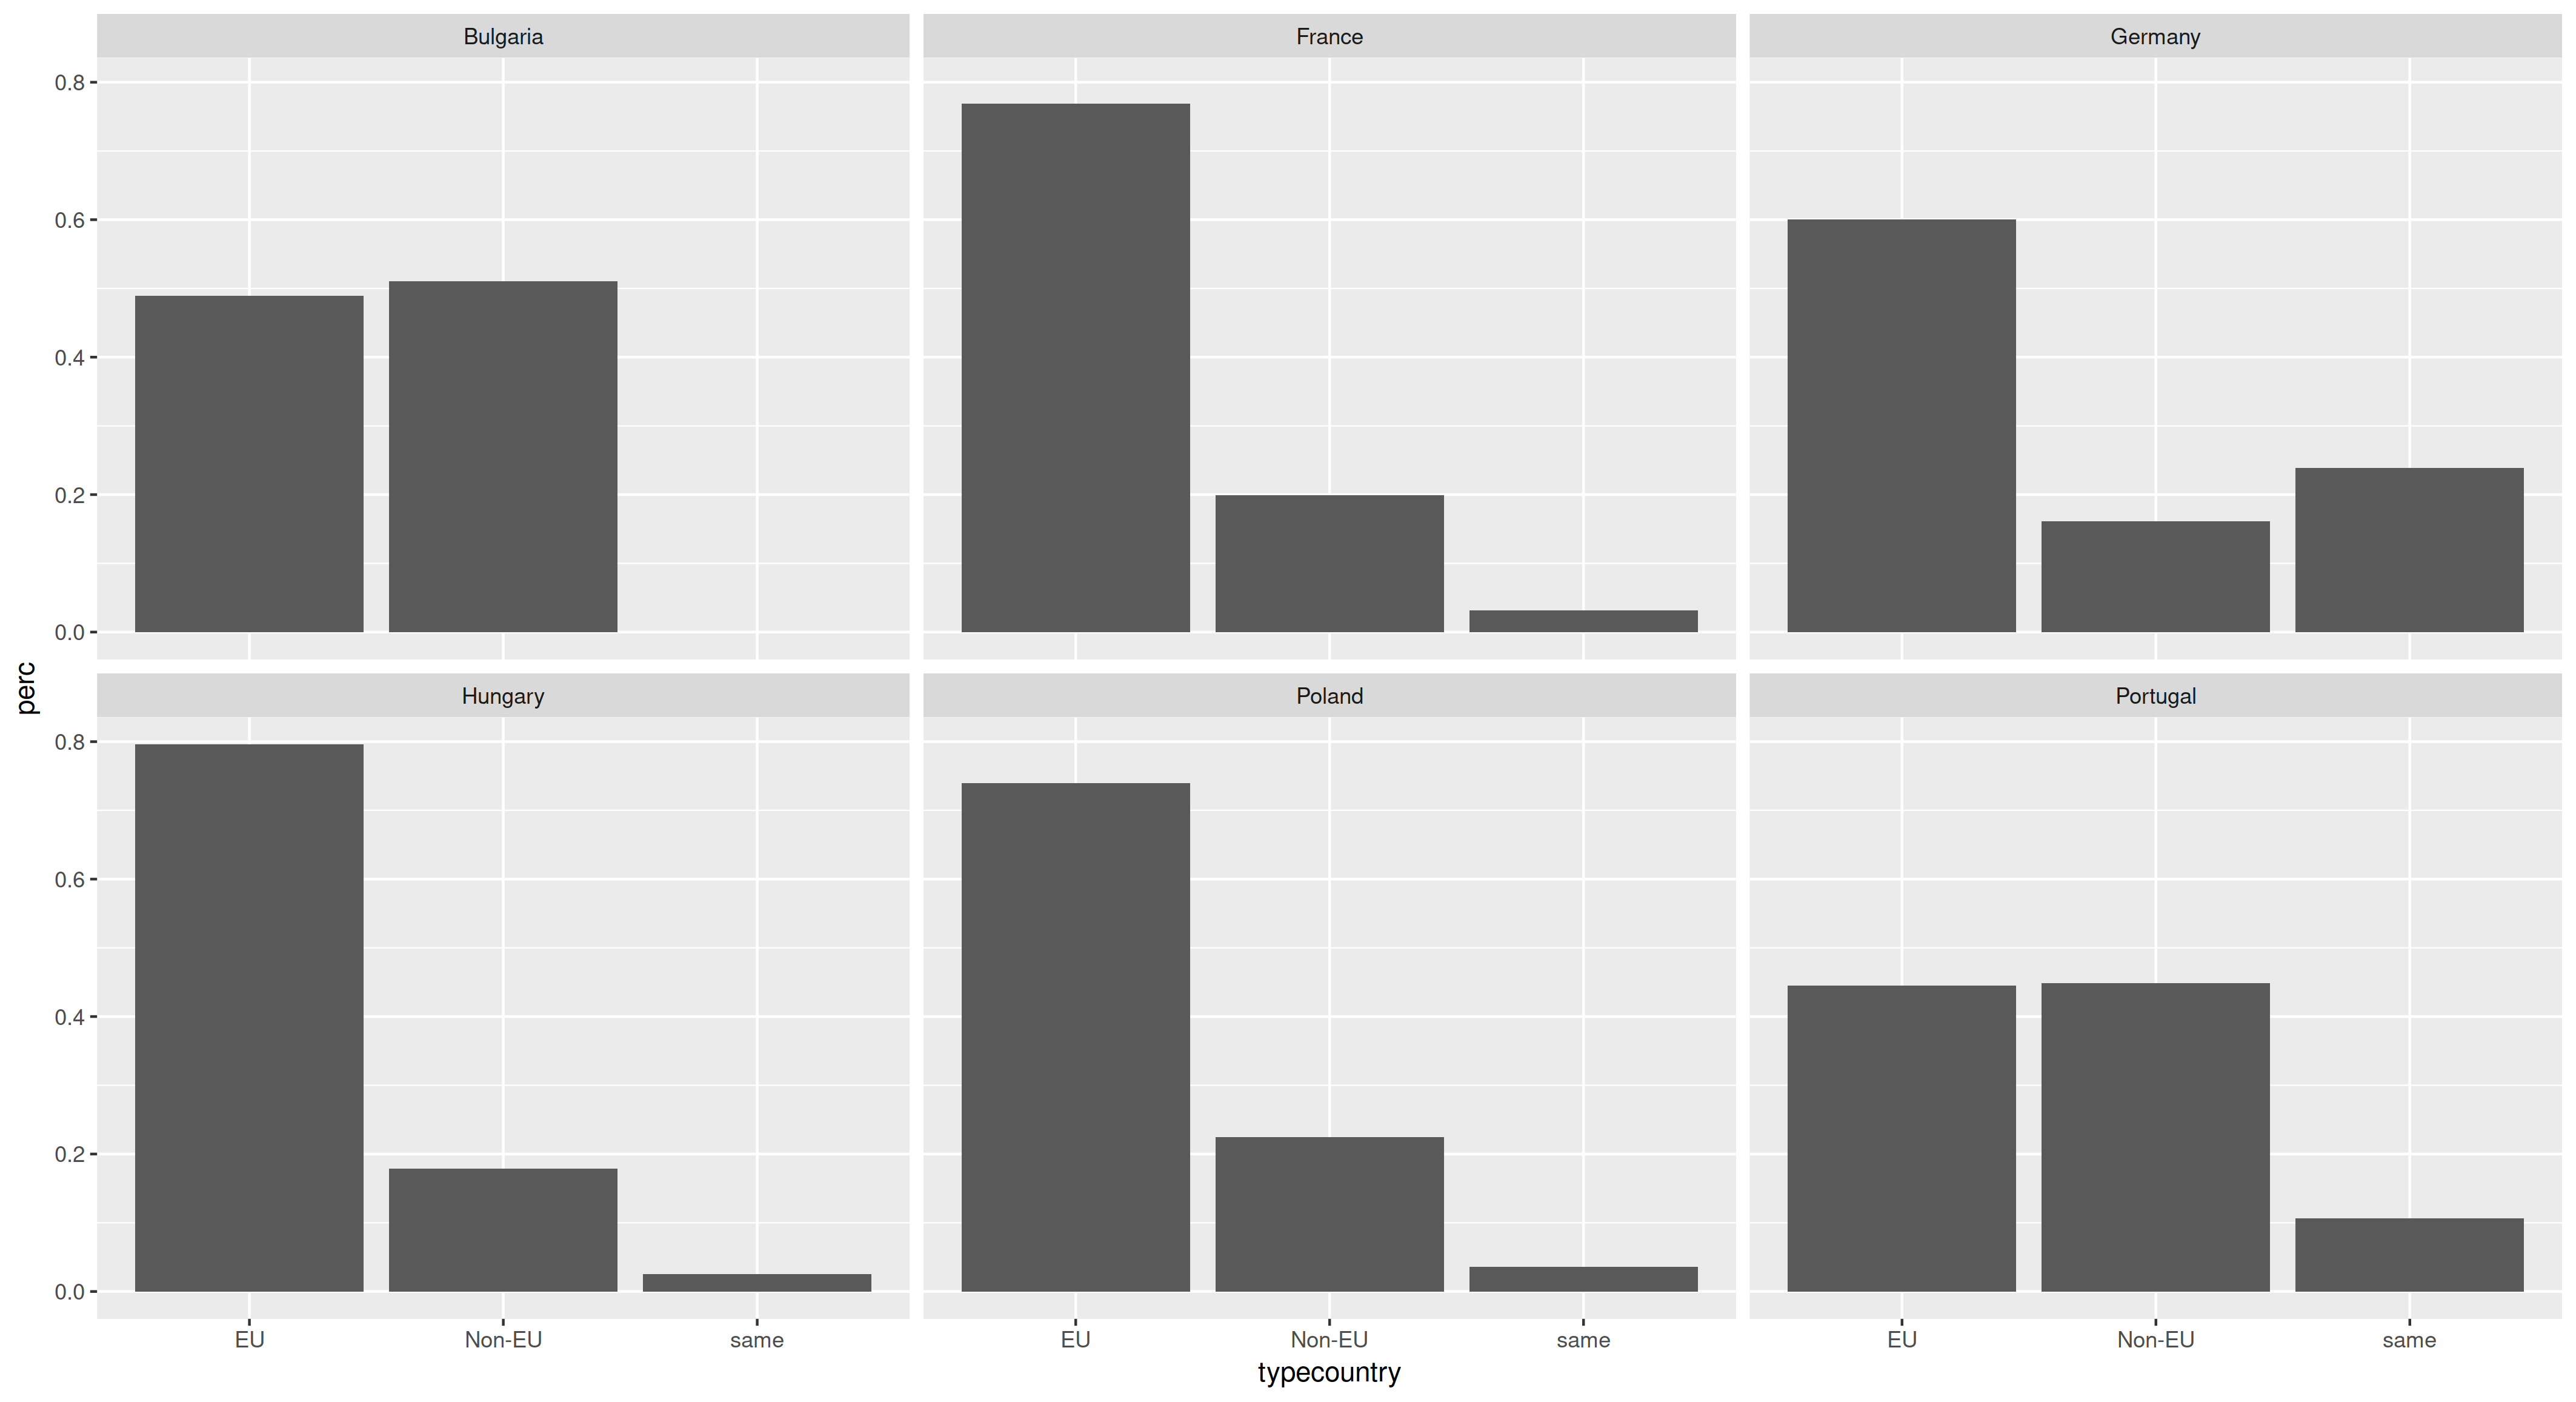 Bulgaria France Germany
0.8
0.6
0.4
0.2
0.0
perc
Hungary Poland Portugal
0.8
0.6
0.4
0.2
0.0
EU Non-EU same EU Non-EU same EU Non-EU same
typecountry